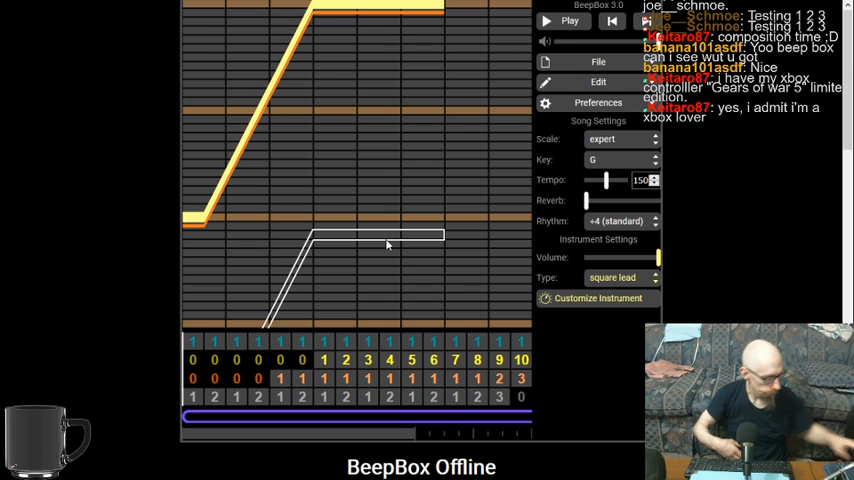 BeepBox 3.0
Play
File
Edit
Preferences
Song Settings
Scale: expert
Key: G
Tempo: 150
Reverb:
Rhythm: +4 (standard)
Instrument Settings
Volume:
Type: square lead
Customize Instrument
joe__schmoe.
Schmoe: Testing 1 2 3
Schmoe: Testing 1 2 3
Keitaro87: composition time ;D
banana101asdf: Yoo beep box
can i see wut u got
banana101asdf: Nice
Keitaro87: i have my xbox
controlller "Gears of war 5" limite
edition.
Keitaro87: yes, i admit i'm a
xbox lover
1 1 1 1 1 1 1 1 1 1 1 1 1 1 1 1
0 0 0 0 0 0 1 2 3 4 5 6 7 8 9 10
0 0 0 0 1 1 1 1 1 1 1 1 1 1 2 3
1 2 1 2 1 2 1 2 1 2 1 2 1 2 3 0
BeepBox Offline